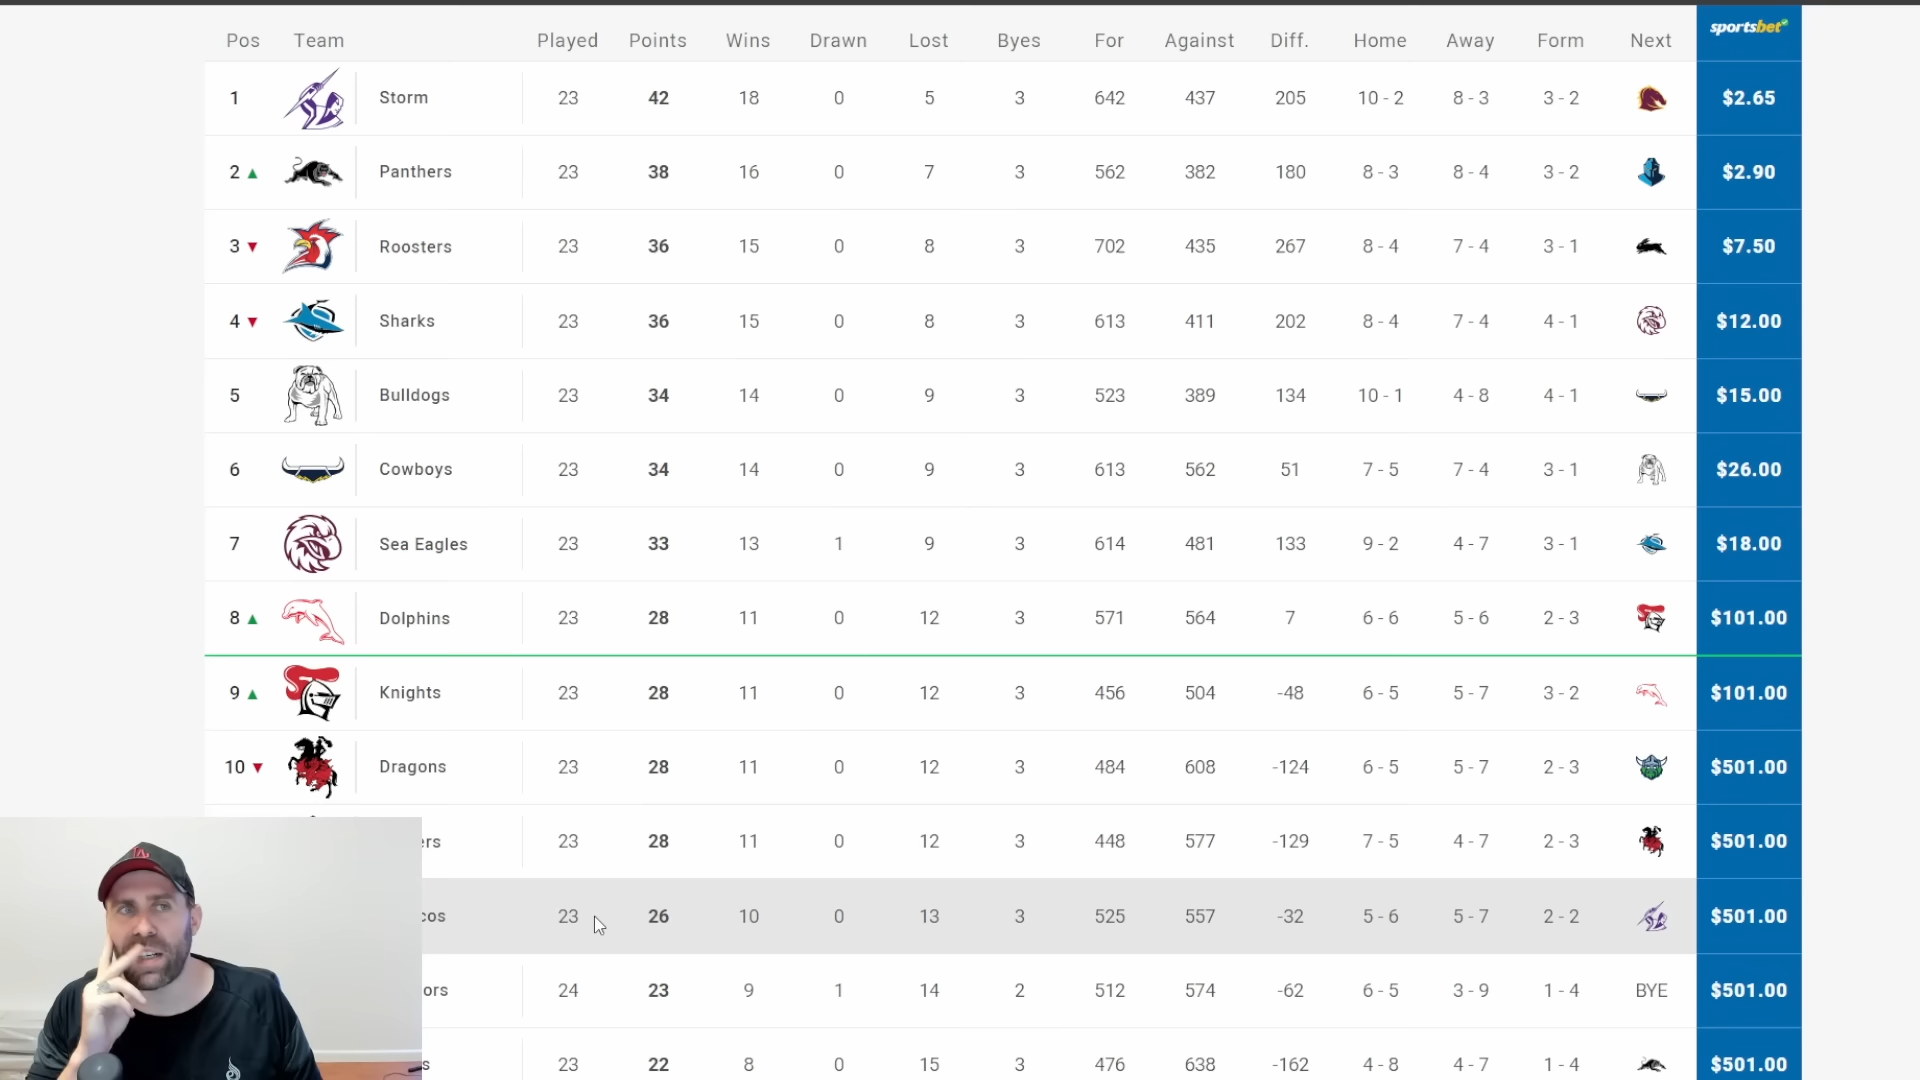 Pos Team Played Points Wins Drawn Lost Byes For Against Diff. Home Away Form Next sportsbet
1 Storm 23 42 18 0 5 3 642 437 205 10 - 2 8 - 3 3 - 2 $2.65
2 Panthers 23 38 16 0 7 3 562 382 180 8 - 3 8 - 4 3 - 2 $2.90
3 Roosters 23 36 15 0 8 3 702 435 267 8 - 4 7 - 4 3 - 1 $7.50
4 Sharks 23 36 15 0 8 3 613 411 202 8 - 4 7 - 4 4 - 1 $12.00
5 Bulldogs 23 34 14 0 9 3 523 389 134 10 - 1 4 - 8 4 - 1 $15.00
6 Cowboys 23 34 14 0 9 3 613 562 51 7 - 5 7 - 4 3 - 1 $26.00
7 Sea Eagles 23 33 13 1 9 3 614 481 133 9 - 2 4 - 7 3 - 1 $18.00
8 Dolphins 23 28 11 0 12 3 571 564 7 6 - 6 5 - 6 2 - 3 $101.00
9 Knights 23 28 11 0 12 3 456 504 -48 6 - 5 5 - 7 3 - 2 $101.00
10 Dragons 23 28 11 0 12 3 484 608 -124 6 - 5 5 - 7 2 - 3 $501.00
ers 23 28 11 0 12 3 448 577 -129 7 - 5 4 - 7 2 - 3 $501.00
cos 23 26 10 0 13 3 525 557 -32 5 - 6 5 - 7 2 - 2 $501.00
ors 24 23 9 1 14 2 512 574 -62 6 - 5 3 - 9 1 - 4 BYE $501.00
s 23 22 8 0 15 3 476 638 -162 4 - 8 4 - 7 1 - 4 $501.00